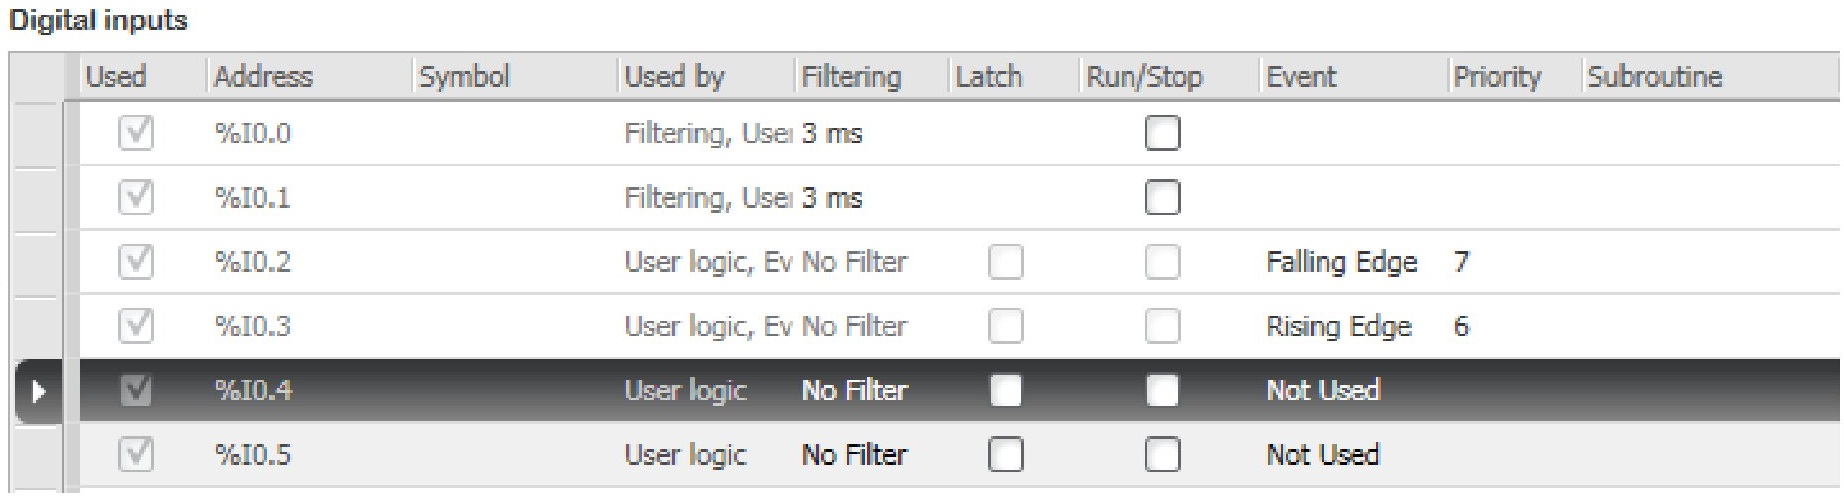 Digital inputs
Used Address Symbol Used by Filtering Latch Run/Stop Event Priority Subroutine
%I0.0 Filtering, User 3 ms
%I0.1 Filtering, User 3 ms
%I0.2 User logic, Ev No Filter Falling Edge 7
%I0.3 User logic, Ev No Filter Rising Edge 6
%I0.4 User logic No Filter Not Used
%I0.5 User logic No Filter Not Used